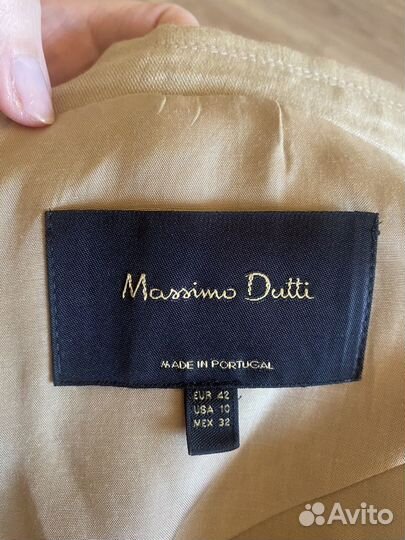 Massimo Dutti
MADE IN PORTUGAL
EUR 42
USA 10
MEX 32
Avito